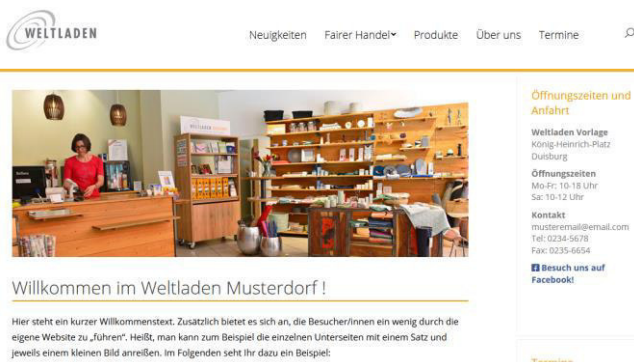 WELTLADEN
Neuigkeiten Fairer Handel Produkte Über uns Termine
WELTLADEN
Willkommen im Weltladen Musterdorf !
Hier steht ein kurzer Willkommenstext. Zusätzlich bietet es sich an, die Besucher/innen ein wenig durch die
eigene Website zu „führen“. Heißt, man kann zum Beispiel die einzelnen Unterseiten mit einem Satz und
jeweils einem kleinen Bild anreißen. Im Folgenden seht Ihr dazu ein Beispiel:
Öffnungszeiten und
Anfahrt
Weltladen Vorlage
König-Heinrich-Platz
Duisburg
Öffnungszeiten
Mo-Fr: 10-18 Uhr
Sa: 10-12 Uhr
Kontakt
musteremail@email.com
Tel: 0234-5678
Fax: 0235-6654
Besuch uns auf
Facebook!
Termine